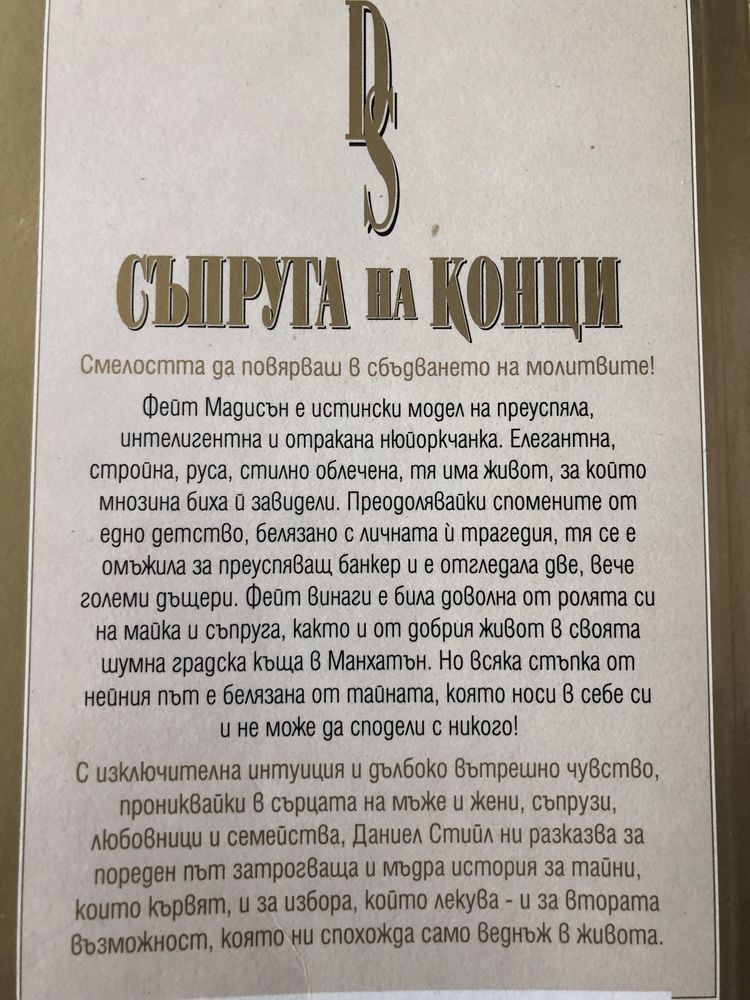 DS
СЪПРУГА НА КОНЦИ
Смелостта да повярваш в сбъдването на молитвите!
Фейт Мадисън е истински модел на преуспяла,
интелигентна и отракана нюйоркчанка. Елегантна,
стройна, руса, стилно облечена, тя има живот, за който
мнозина биха й завидели. Преодолявайки спомените от
едно детство, белязано с личната ѝ трагедия, тя се е
омъжила за преуспяващ банкер и е отгледала две, вече
големи дъщери. Фейт винаги е била доволна от ролята си
на майка и съпруга, както и от добрия живот в своята
шумна градска къща в Манхатън. Но всяка стъпка от
нейния път е белязана от тайната, която носи в себе си
и не може да сподели с никого!
С изключителна интуиция и дълбоко вътрешно чувство,
прониквайки в сърцата на мъже и жени, съпрузи,
любовници и семейства, Даниел Стийл ни разказва за
пореден път затрогваща и мъдра история за тайни,
които кървят, и за избора, който лекува - и за втората
възможност, която ни спохожда само веднъж в живота.